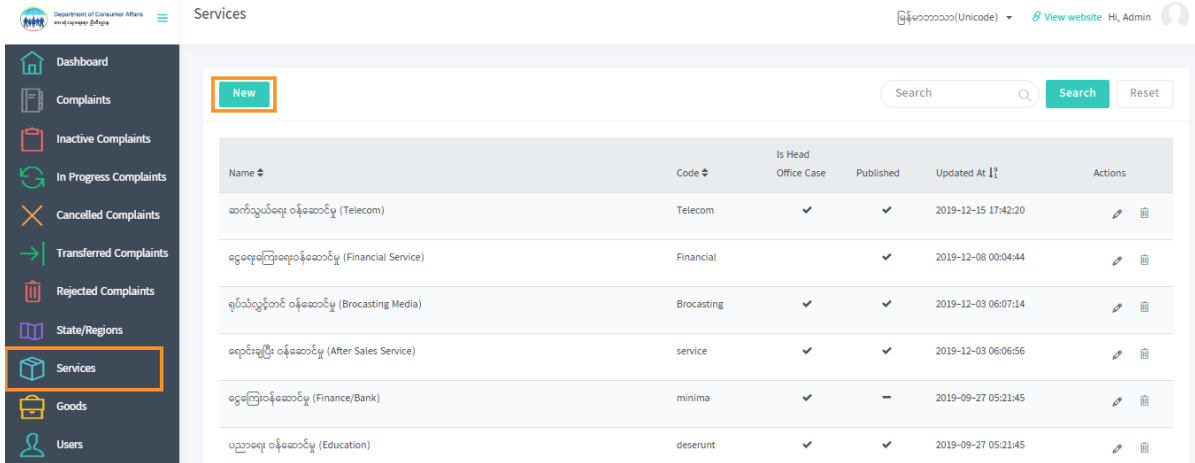 Department of Consumer Affairs
Services
မြန်မာဘာသာ(Unicode)
View website
Hi, Admin
Dashboard
Complaints
Inactive Complaints
In Progress Complaints
Cancelled Complaints
Transferred Complaints
Rejected Complaints
State/Regions
Services
Goods
Users
New
Search
Search
Reset
Name
Code
Is Head
Office Case
Published
Updated At
Actions
ဆက်သွယ်ရေး ဝန်ဆောင်မှု (Telecom) Telecom 2019-12-15 17:42:20
ငွေရေးကြေးရေးဝန်ဆောင်မှု (Financial Service) Financial 2019-12-08 00:04:44
ရုပ်သံလွှင့်တင် ဝန်ဆောင်မှု (Brocasting Media) Brocasting 2019-12-03 06:07:14
ရောင်းချပြီး ဝန်ဆောင်မှု (After Sales Service) service 2019-12-03 06:06:56
ငွေကြေးဝန်ဆောင်မှု (Finance/Bank) minima 2019-09-27 05:21:45
ပညာရေး ဝန်ဆောင်မှု (Education) deserunt 2019-09-27 05:21:45